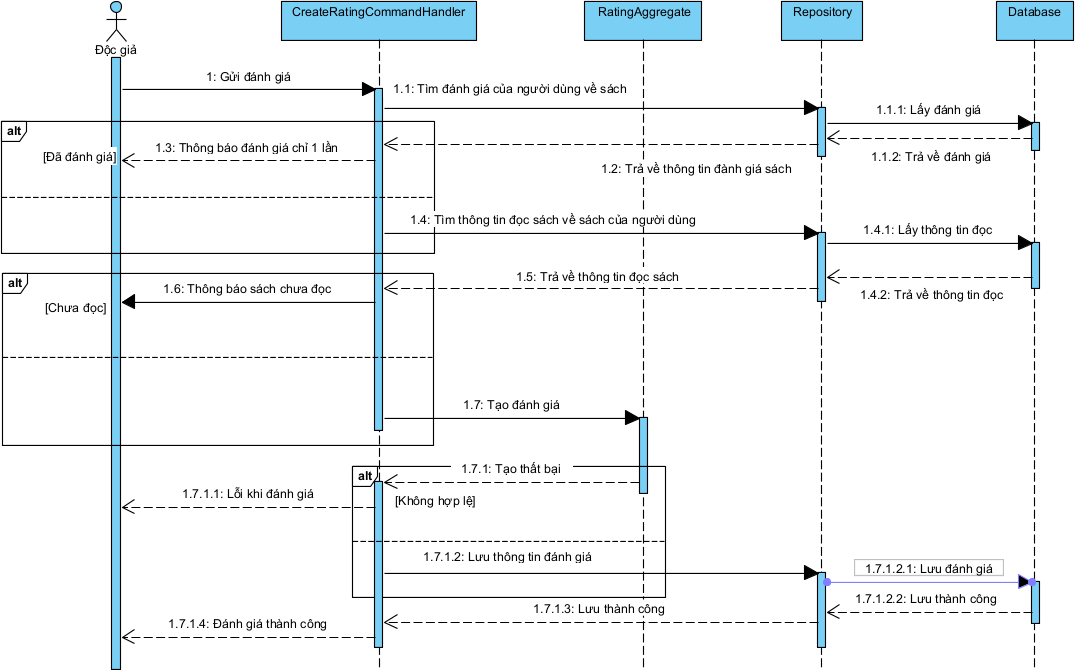 CreateRatingCommandHandler
RatingAggregate
Repository
Database
Độc giả
1: Gửi đánh giá
1.1: Tìm đánh giá của người dùng về sách
1.1.1: Lấy đánh giá
alt
[Đã đánh giá]
1.3: Thông báo đánh giá chỉ 1 lần
1.1.2: Trả về đánh giá
1.2: Trả về thông tin đành giá sách
1.4: Tìm thông tin đọc sách về sách của người dùng
1.4.1: Lấy thông tin đọc
alt
1.5: Trả về thông tin đọc sách
1.6: Thông báo sách chưa đọc
1.4.2: Trả về thông tin đọc
[Chưa đọc]
1.7: Tạo đánh giá
alt
1.7.1: Tạo thất bại
1.7.1.1: Lỗi khi đánh giá
[Không hợp lệ]
1.7.1.2: Lưu thông tin đánh giá
1.7.1.2.1: Lưu đánh giá
1.7.1.2.2: Lưu thành công
1.7.1.3: Lưu thành công
1.7.1.4: Đánh giá thành công